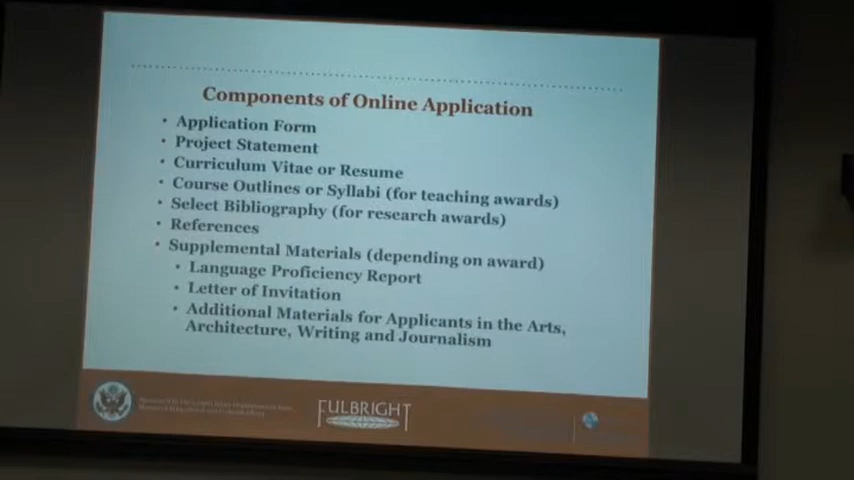 Components of Online Application
• Application Form
• Project Statement
• Curriculum Vitae or Resume
• Course Outlines or Syllabi (for teaching awards)
• Select Bibliography (for research awards)
• References
• Supplemental Materials (depending on award)
• Language Proficiency Report
• Letter of Invitation
• Additional Materials for Applicants in the Arts,
Architecture, Writing and Journalism
FULBRIGHT